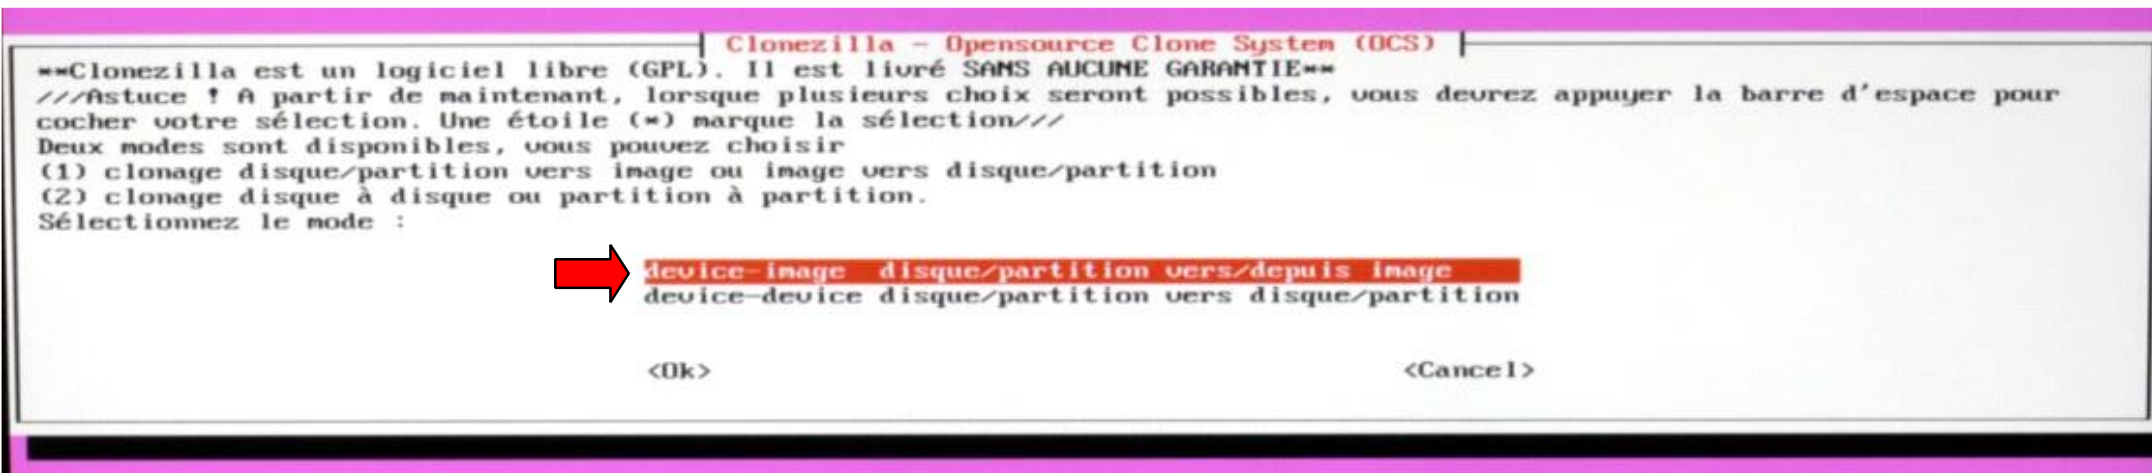 Clonezilla - Opensource Clone System (OCS)
**Clonezilla est un logiciel libre (GPL). Il est livré SANS AUCUNE GARANTIE**
///Astuce ! A partir de maintenant, lorsque plusieurs choix seront possibles, vous devrez appuyer la barre d'espace pour
cocher votre sélection. Une étoile (*) marque la sélection///
Deux modes sont disponibles, vous pouvez choisir
(1) clonage disque/partition vers image ou image vers disque/partition
(2) clonage disque à disque ou partition à partition.
Sélectionnez le mode :
device-image disque/partition vers/depuis image
device-device disque/partition vers disque/partition
<Ok> <Cancel>